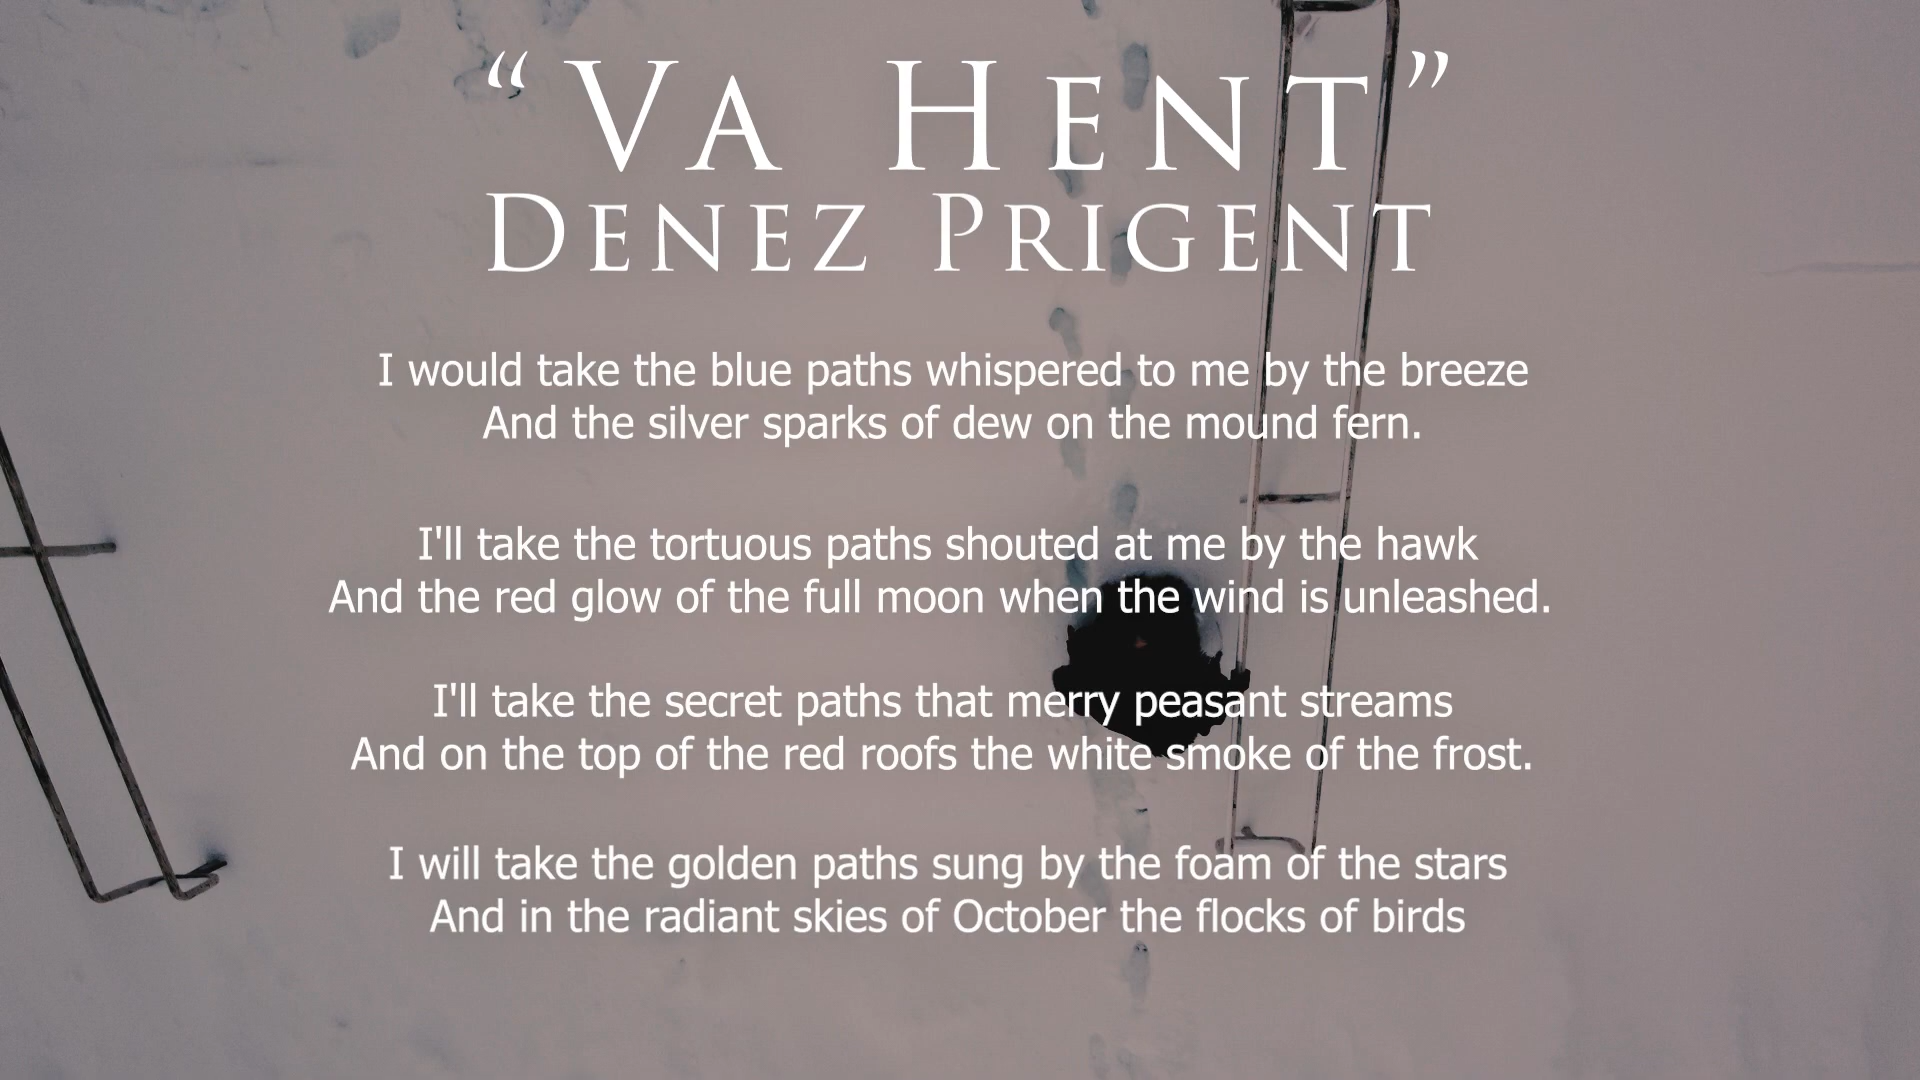 “Va Hent”
Denez Prigent
I would take the blue paths whispered to me by the breeze
And the silver sparks of dew on the mound fern.
I'll take the tortuous paths shouted at me by the hawk
And the red glow of the full moon when the wind is unleashed.
I'll take the secret paths that merry peasant streams
And on the top of the red roofs the white smoke of the frost.
I will take the golden paths sung by the foam of the stars
And in the radiant skies of October the flocks of birds